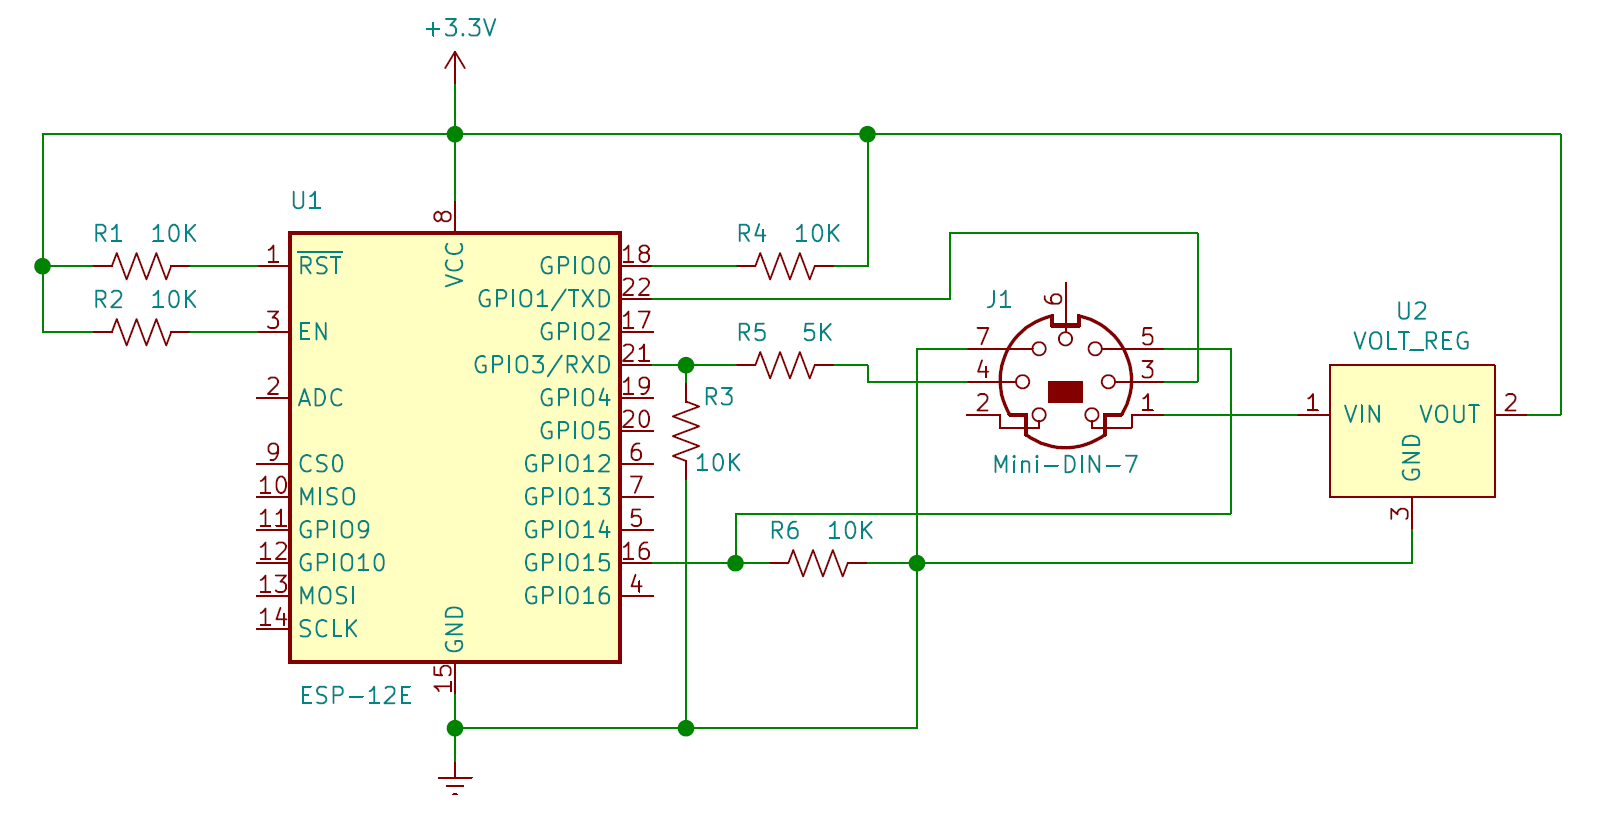 +3.3V
U1
R1 10K
R2 10K
1 RST
3 EN
2 ADC
9 CS0
10 MISO
11 GPIO9
12 GPIO10
13 MOSI
14 SCLK
8
VCC
GPIO0 18
GPIO1/TXD 22
GPIO2 17
GPIO3/RXD 21
GPIO4 19
GPIO5 20
GPIO12 6
GPIO13 7
GPIO14 5
GPIO15 16
GPIO16 4
GND
15
ESP-12E
R4 10K
R5 5K
R3
10K
R6 10K
J1
6
7 5
4 3
2 1
Mini-DIN-7
U2
VOLT_REG
1 VIN VOUT 2
GND
3